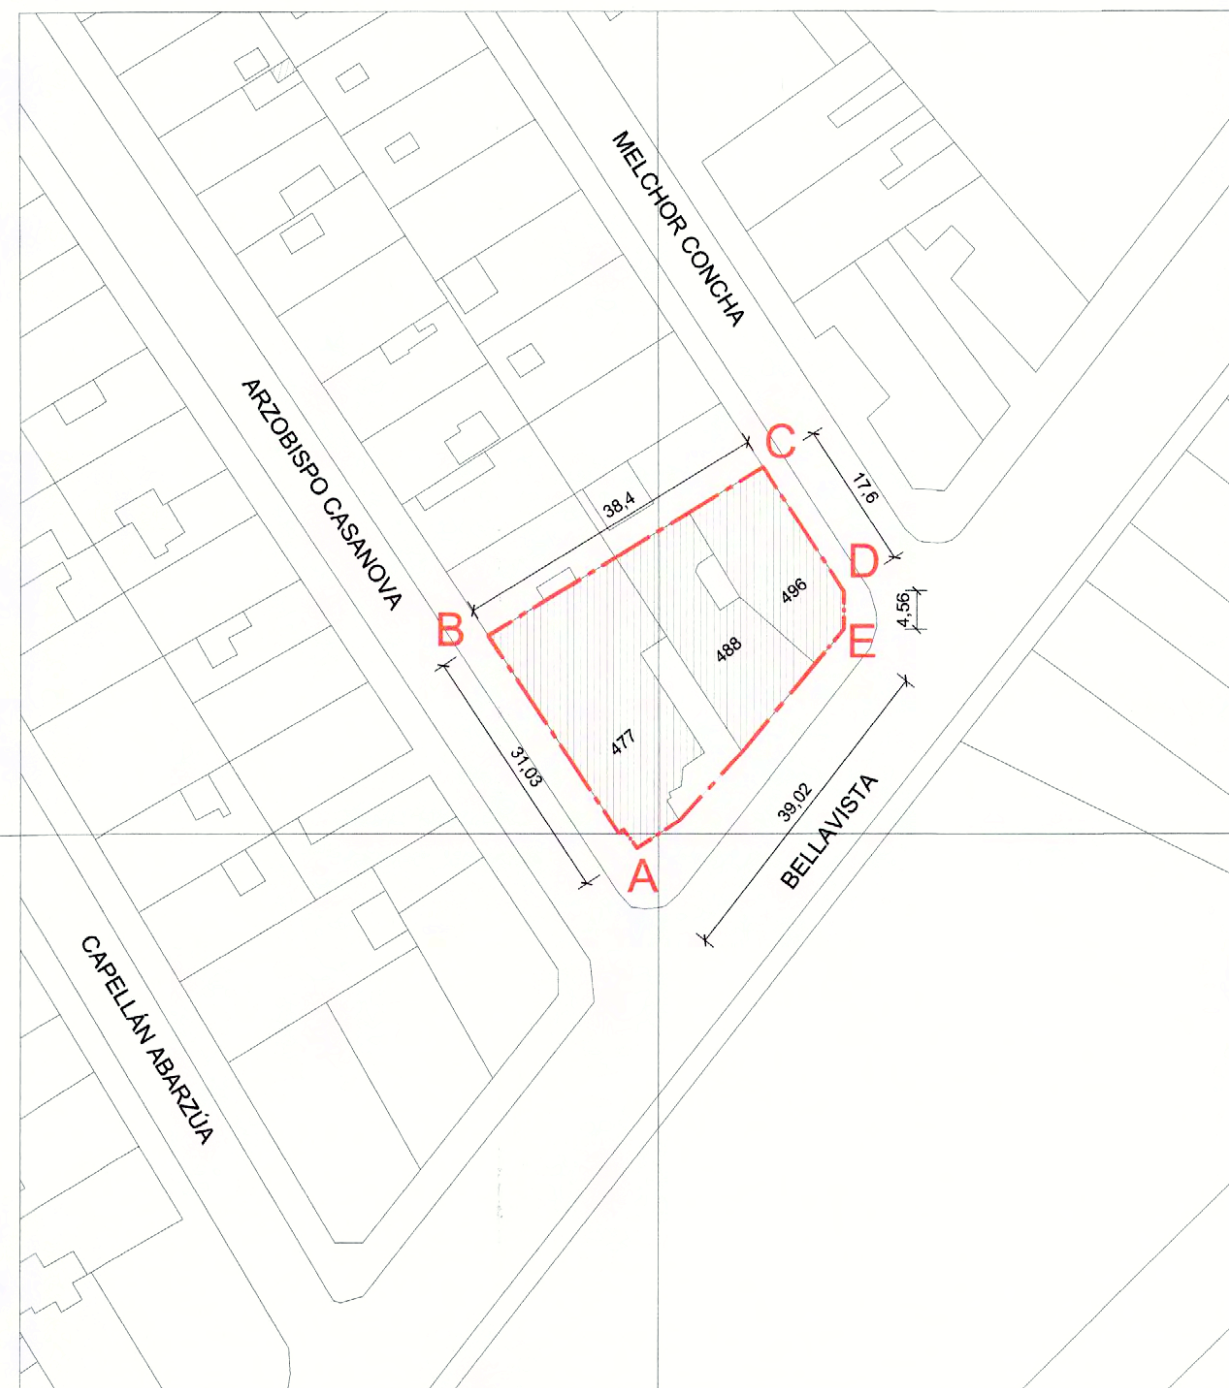 MELCHOR CONCHA
ARZOBISPO CASANOVA
C
17,6
38,4
D
496
4,56
B
E
488
477
31,03
39,02
BELLAVISTA
A
CAPELLÁN ABARZÚA